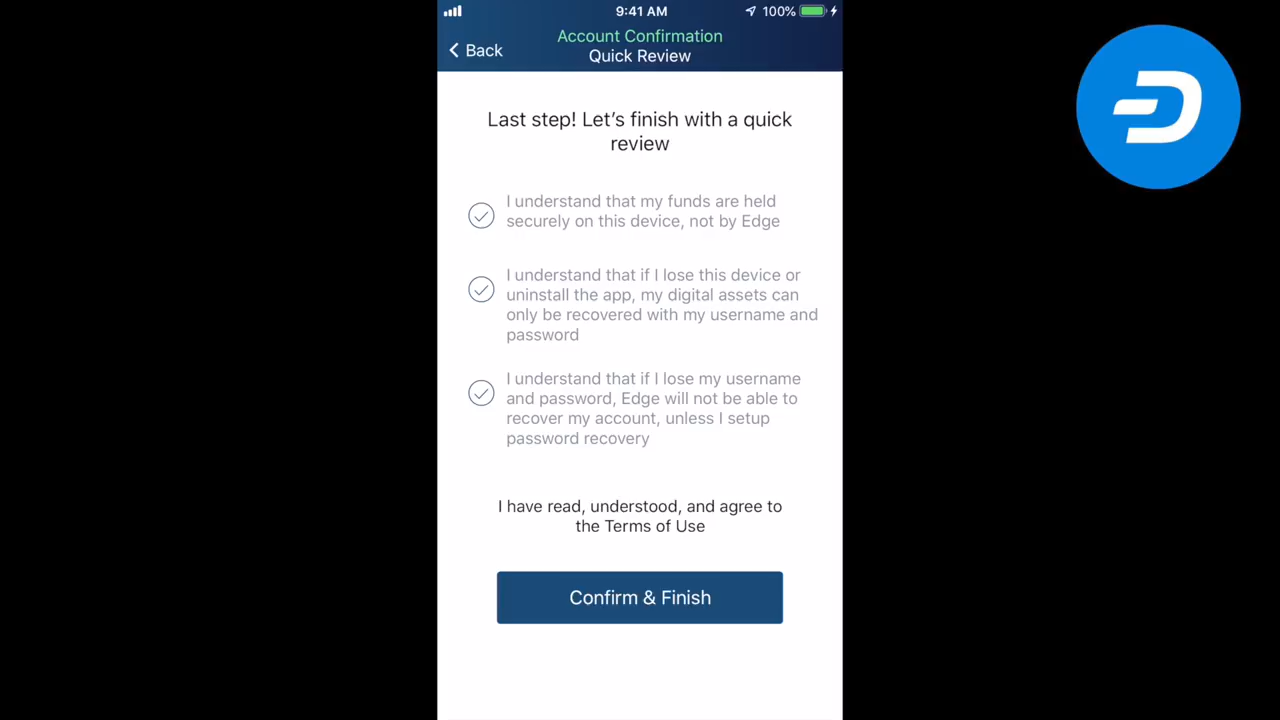 9:41 AM
100%
Account Confirmation
Back
Quick Review
Last step! Let’s finish with a quick
review
I understand that my funds are held
securely on this device, not by Edge
I understand that if I lose this device or
uninstall the app, my digital assets can
only be recovered with my username and
password
I understand that if I lose my username
and password, Edge will not be able to
recover my account, unless I setup
password recovery
I have read, understood, and agree to
the Terms of Use
Confirm & Finish